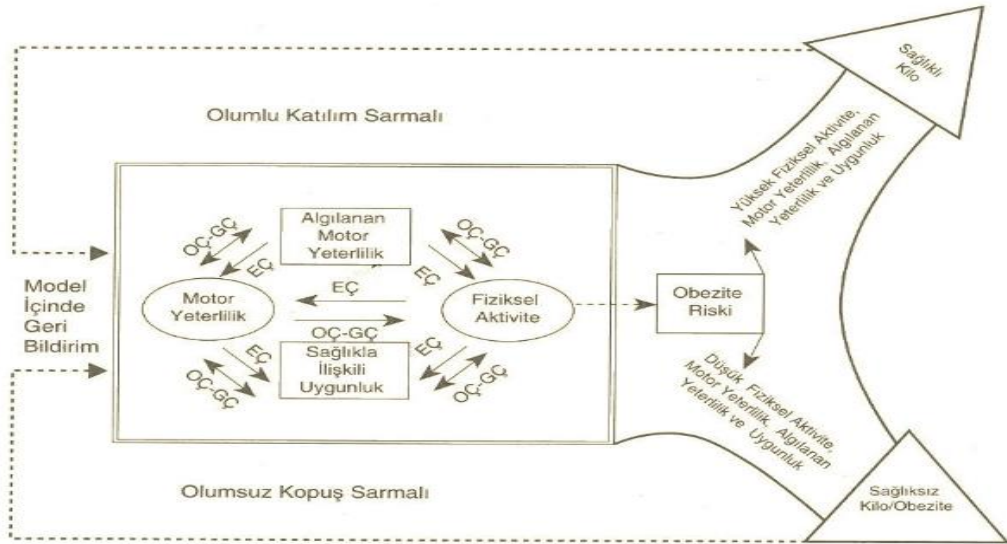 Sağlıklı
Kilo
Olumlu Katılım Sarmalı
Yüksek Fiziksel Aktivite,
Motor Yeterlilik, Algılanan
Yeterlilik ve Uygunluk
Algılanan
Motor
Yeterlilik
OÇ-GÇ
EÇ
OÇ-GÇ
EÇ
Model
İçinde
Geri
Bildirim
Motor
Yeterlilik
EÇ
OÇ-GÇ
Fiziksel
Aktivite
Obezite
Riski
Sağlıkla
İlişkili
Uygunluk
EÇ
OÇ-GÇ
EÇ
OÇ-GÇ
Düşük Fiziksel Aktivite,
Motor Yeterlilik, Algılanan
Yeterlilik ve Uygunluk
Olumsuz Kopuş Sarmalı
Sağlıksız
Kilo/Obezite